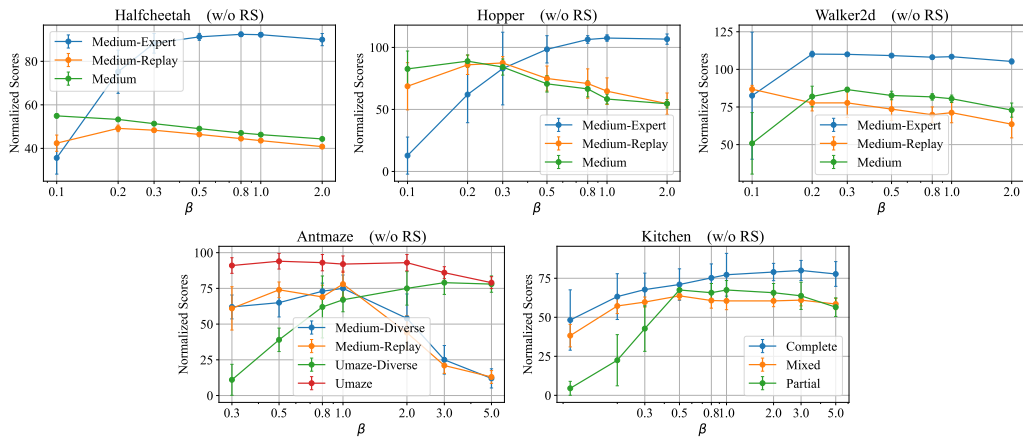 Halfcheetah (w/o RS)
Normalized Scores
80
60
40
Medium-Expert
Medium-Replay
Medium
0.1
0.2
0.3
0.5
0.8
1.0
2.0
β
Hopper (w/o RS)
Normalized Scores
100
50
0
Medium-Expert
Medium-Replay
Medium
0.1
0.2
0.3
0.5
0.8
1.0
2.0
β
Walker2d (w/o RS)
Normalized Scores
125
100
75
50
Medium-Expert
Medium-Replay
Medium
0.1
0.2
0.3
0.5
0.8
1.0
2.0
β
Antmaze (w/o RS)
Normalized Scores
100
75
50
25
0
Medium-Diverse
Medium-Replay
Umaze-Diverse
Umaze
0.3
0.5
0.8
1.0
2.0
3.0
5.0
β
Kitchen (w/o RS)
Normalized Scores
75
50
25
0
Complete
Mixed
Partial
0.3
0.5
0.8
1.0
2.0
3.0
5.0
β